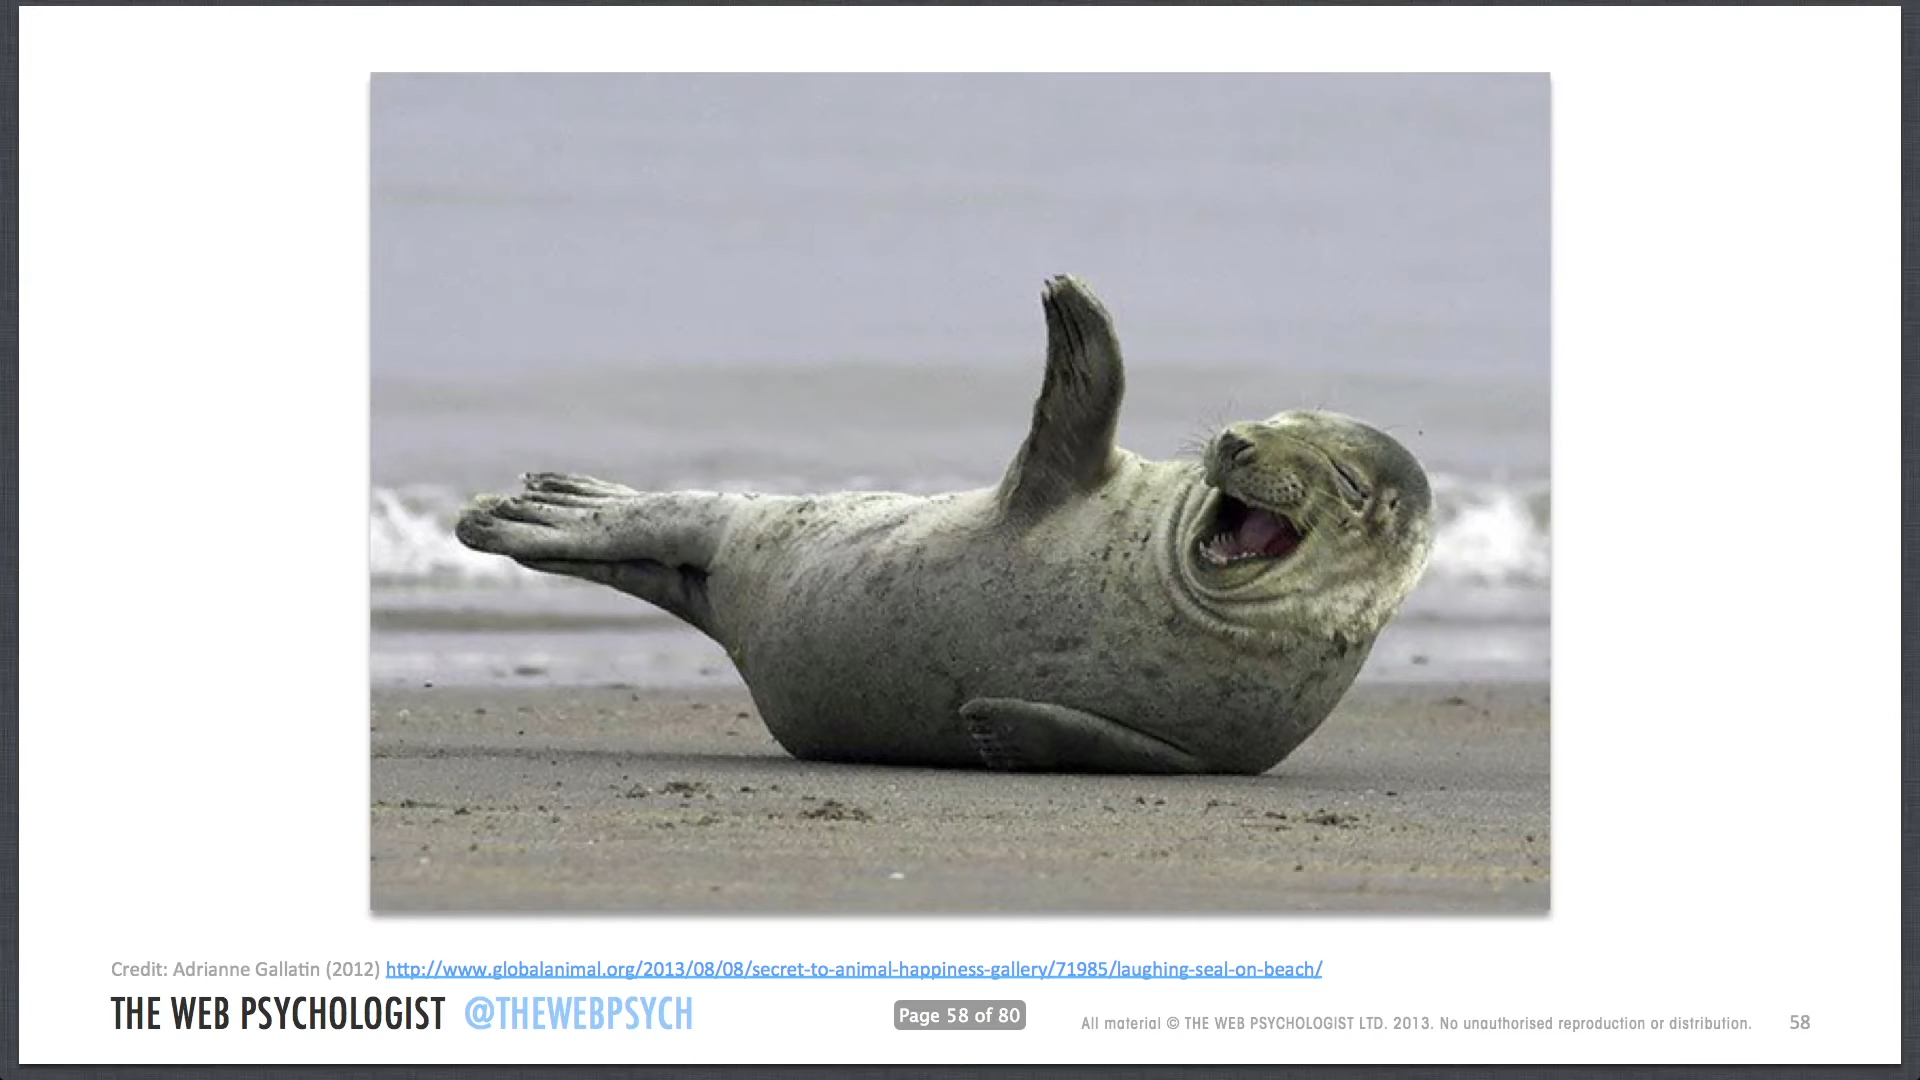 Credit: Adrianne Gallatin (2012) http://www.globalanimal.org/2013/08/08/secret-to-animal-happiness-gallery/71985/laughing-seal-on-beach/
THE WEB PSYCHOLOGIST @THEWEBPSYCH
Page 58 of 80
All material © THE WEB PSYCHOLOGIST LTD. 2013. No unauthorised reproduction or distribution. 58